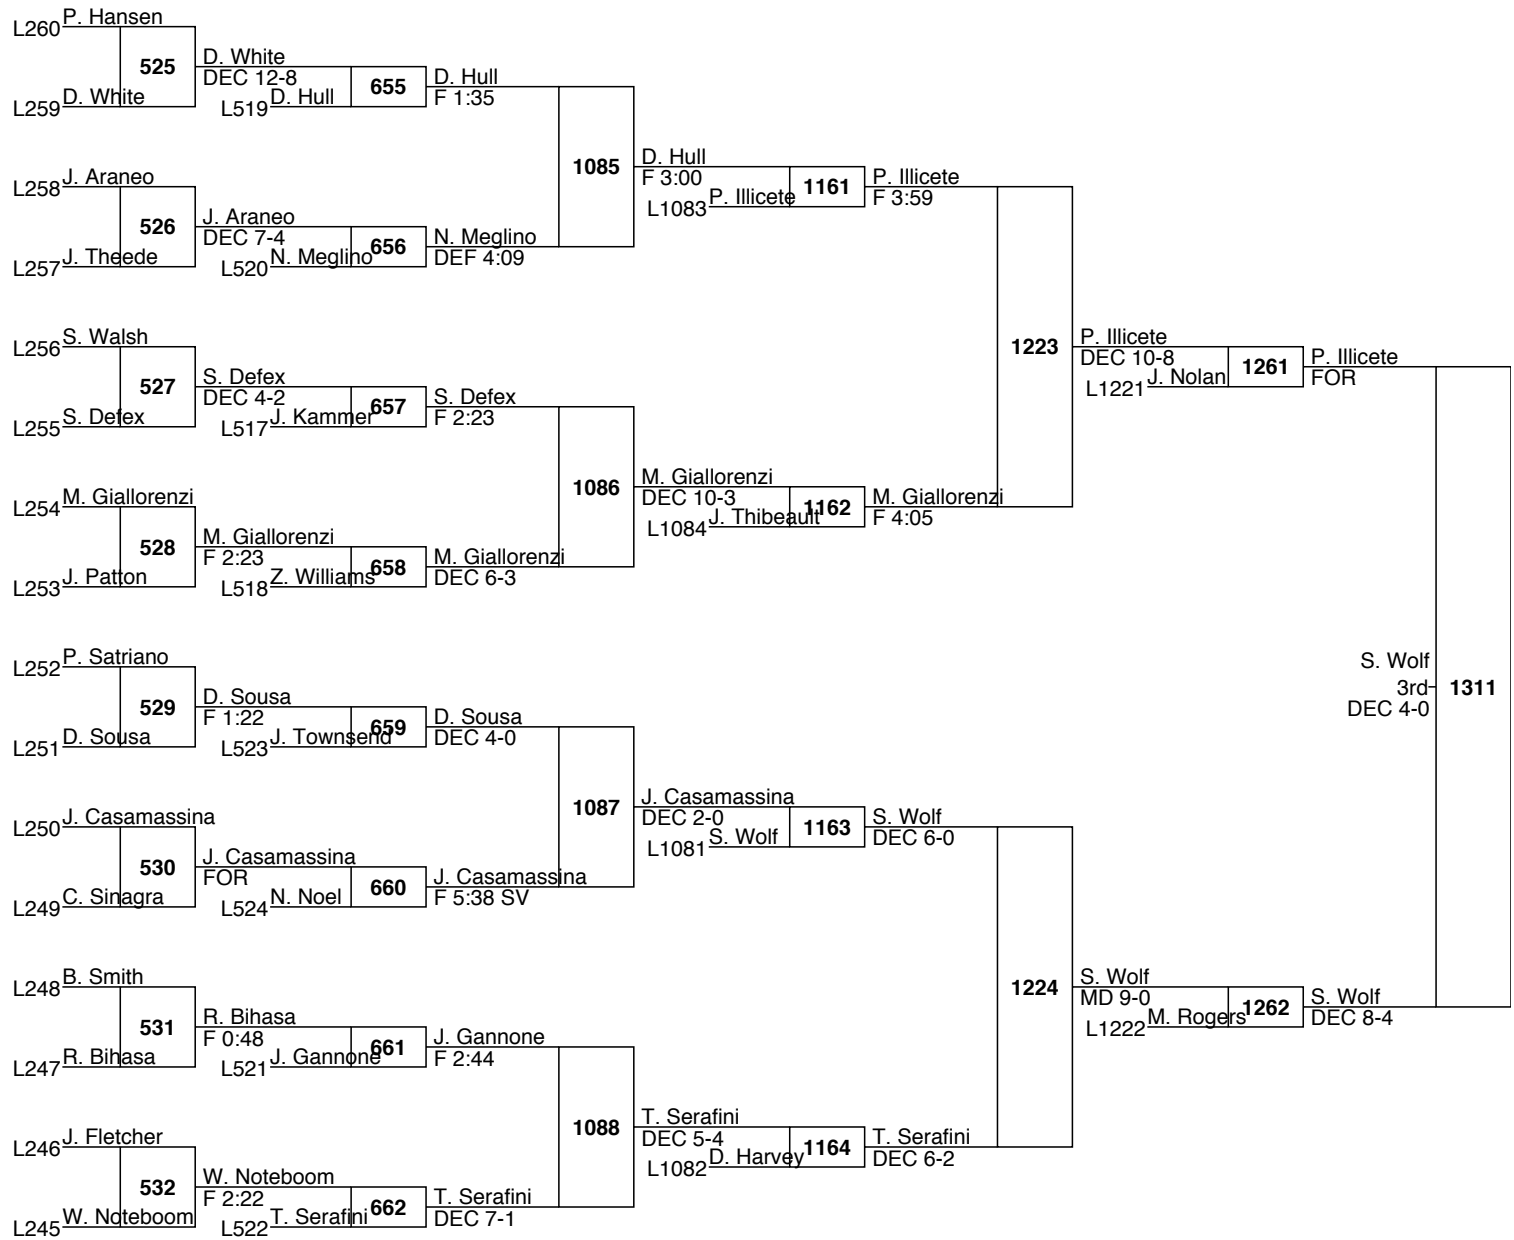 P. Hansen
L260
525
D. White
DEC 12-8
L259
D. White
L519
D. Hull
655
D. Hull
F 1:35
1085
D. Hull
F 3:00
L1083
P. Illicete
1161
P. Illicete
F 3:59
J. Araneo
L258
526
J. Araneo
DEC 7-4
L257
J. Theede
L520
N. Meglino
656
N. Meglino
DEF 4:09
1223
P. Illicete
DEC 10-8
L1221
J. Nolan
1261
P. Illicete
FOR
S. Walsh
L256
527
S. Defex
DEC 4-2
L255
S. Defex
L517
J. Kammer
657
S. Defex
F 2:23
1086
M. Giallorenzi
DEC 10-3
L1084
J. Thibeault
1162
M. Giallorenzi
F 4:05
M. Giallorenzi
L254
528
M. Giallorenzi
F 2:23
L253
J. Patton
L518
Z. Williams
658
M. Giallorenzi
DEC 6-3
S. Wolf
3rd
DEC 4-0
1311
P. Satriano
L252
529
D. Sousa
F 1:22
L251
D. Sousa
L523
J. Townsend
659
D. Sousa
DEC 4-0
1087
J. Casamassina
DEC 2-0
L1081
S. Wolf
1163
S. Wolf
DEC 6-0
J. Casamassina
L250
530
J. Casamassina
FOR
L249
C. Sinagra
L524
N. Noel
660
J. Casamassina
F 5:38 SV
1224
S. Wolf
MD 9-0
L1222
M. Rogers
1262
S. Wolf
DEC 8-4
B. Smith
L248
531
R. Bihasa
F 0:48
L247
R. Bihasa
L521
J. Gannone
661
J. Gannone
F 2:44
1088
T. Serafini
DEC 5-4
L1082
D. Harvey
1164
T. Serafini
DEC 6-2
J. Fletcher
L246
532
W. Noteboom
F 2:22
L245
W. Noteboom
L522
T. Serafini
662
T. Serafini
DEC 7-1